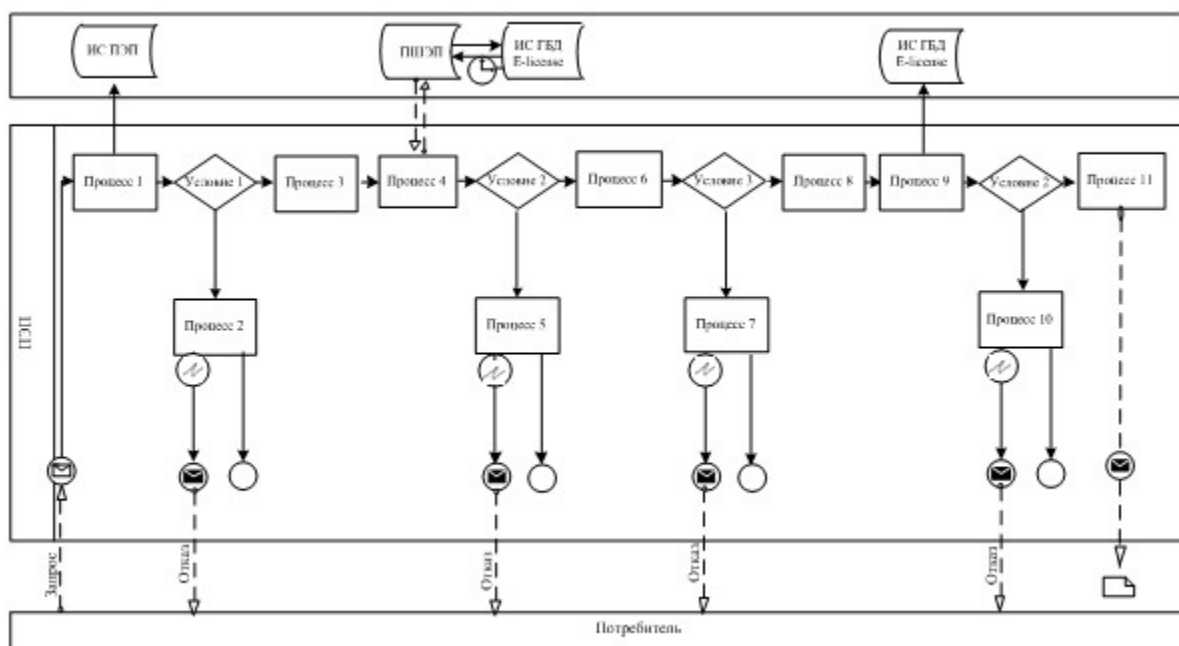 ИС ПЭП
ПШЭП
ИС ГБД
E-license
ИС ГБД
E-license
Процесс 1
Условие 1
Процесс 3
Процесс 4
Условие 2
Процесс 6
Условие 3
Процесс 8
Процесс 9
Условие 2
Процесс 11
Процесс 2
Процесс 5
Процесс 7
Процесс 10
Запрос
Отказ
Отказ
Отказ
Отказ
Потребитель